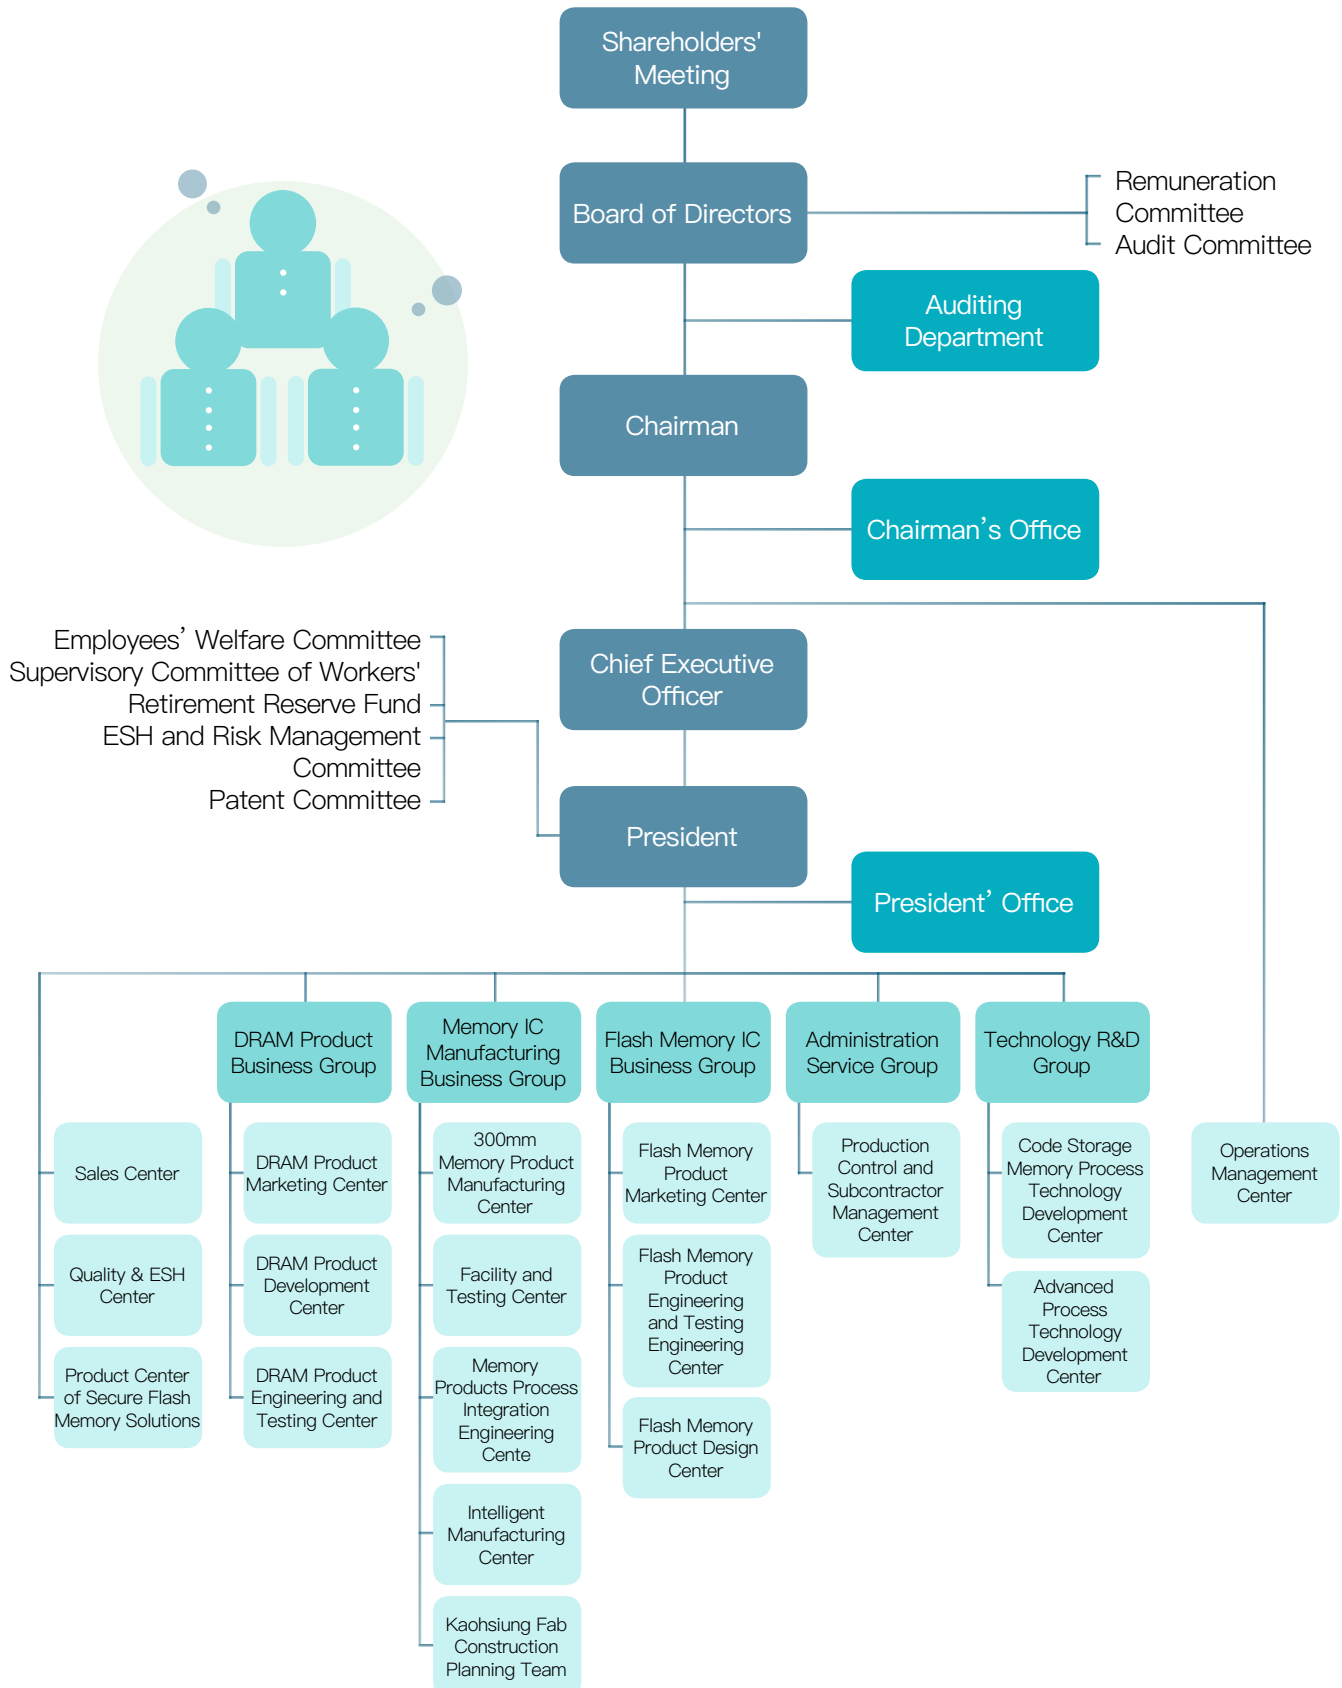 Shareholders'
Meeting
Board of Directors
Remuneration
Committee
Audit Committee
Auditing
Department
Chairman
Chairman’s Office
Employees’ Welfare Committee
Supervisory Committee of Workers'
Retirement Reserve Fund
ESH and Risk Management
Committee
Patent Committee
Chief Executive
Officer
President
President’ Office
DRAM Product
Business Group
Memory IC
Manufacturing
Business Group
Flash Memory IC
Business Group
Administration
Service Group
Technology R&D
Group
Sales Center
Quality & ESH
Center
Product Center
of Secure Flash
Memory Solutions
DRAM Product
Marketing Center
DRAM Product
Development
Center
DRAM Product
Engineering and
Testing Center
300mm
Memory Product
Manufacturing
Center
Facility and
Testing Center
Memory
Products Process
Integration
Engineering
Cente
Intelligent
Manufacturing
Center
Kaohsiung Fab
Construction
Planning Team
Flash Memory
Product
Marketing Center
Flash Memory
Product
Engineering
and Testing
Engineering
Center
Flash Memory
Product Design
Center
Production
Control and
Subcontractor
Management
Center
Code Storage
Memory Process
Technology
Development
Center
Advanced
Process
Technology
Development
Center
Operations
Management
Center